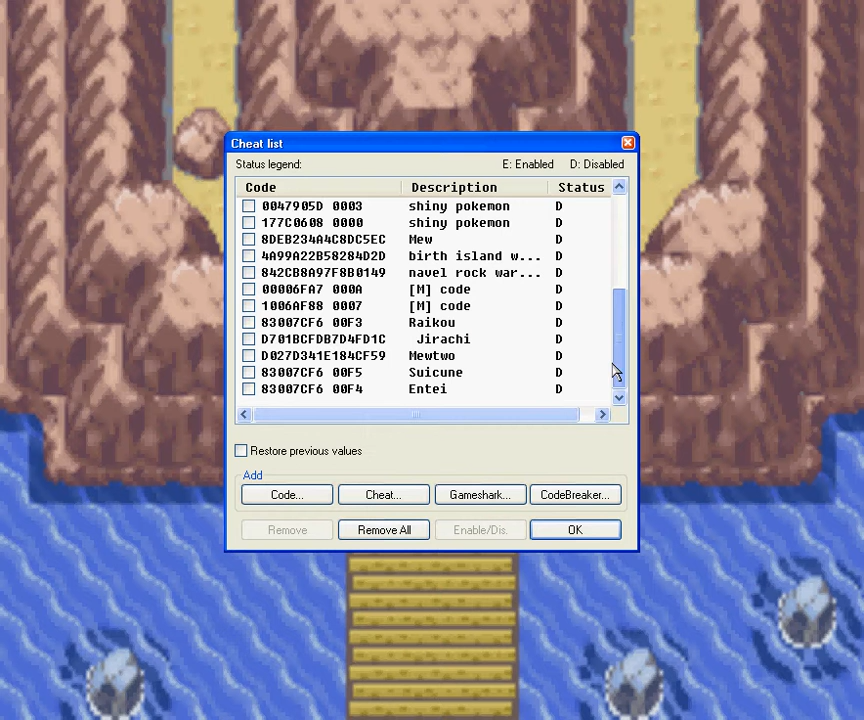 Cheat list
Status legend: E: Enabled D: Disabled
Code Description Status
0047905D 0003 shiny pokemon D
177C0608 0000 shiny pokemon D
8DEB234A4C8DC5EC Mew D
4A99A22B58284D2D birth island w... D
842CB8A97F8B0149 navel rock war... D
00006FA7 000A [M] code D
1006AF88 0007 [M] code D
83007CF6 00F3 Raikou D
D701BCFDB7D4FD1C Jirachi D
D027D341E184CF59 Mewtwo D
83007CF6 00F5 Suicune D
83007CF6 00F4 Entei D
Restore previous values
Add
Code... Cheat... Gameshark... CodeBreaker...
Remove Remove All Enable/Dis. OK